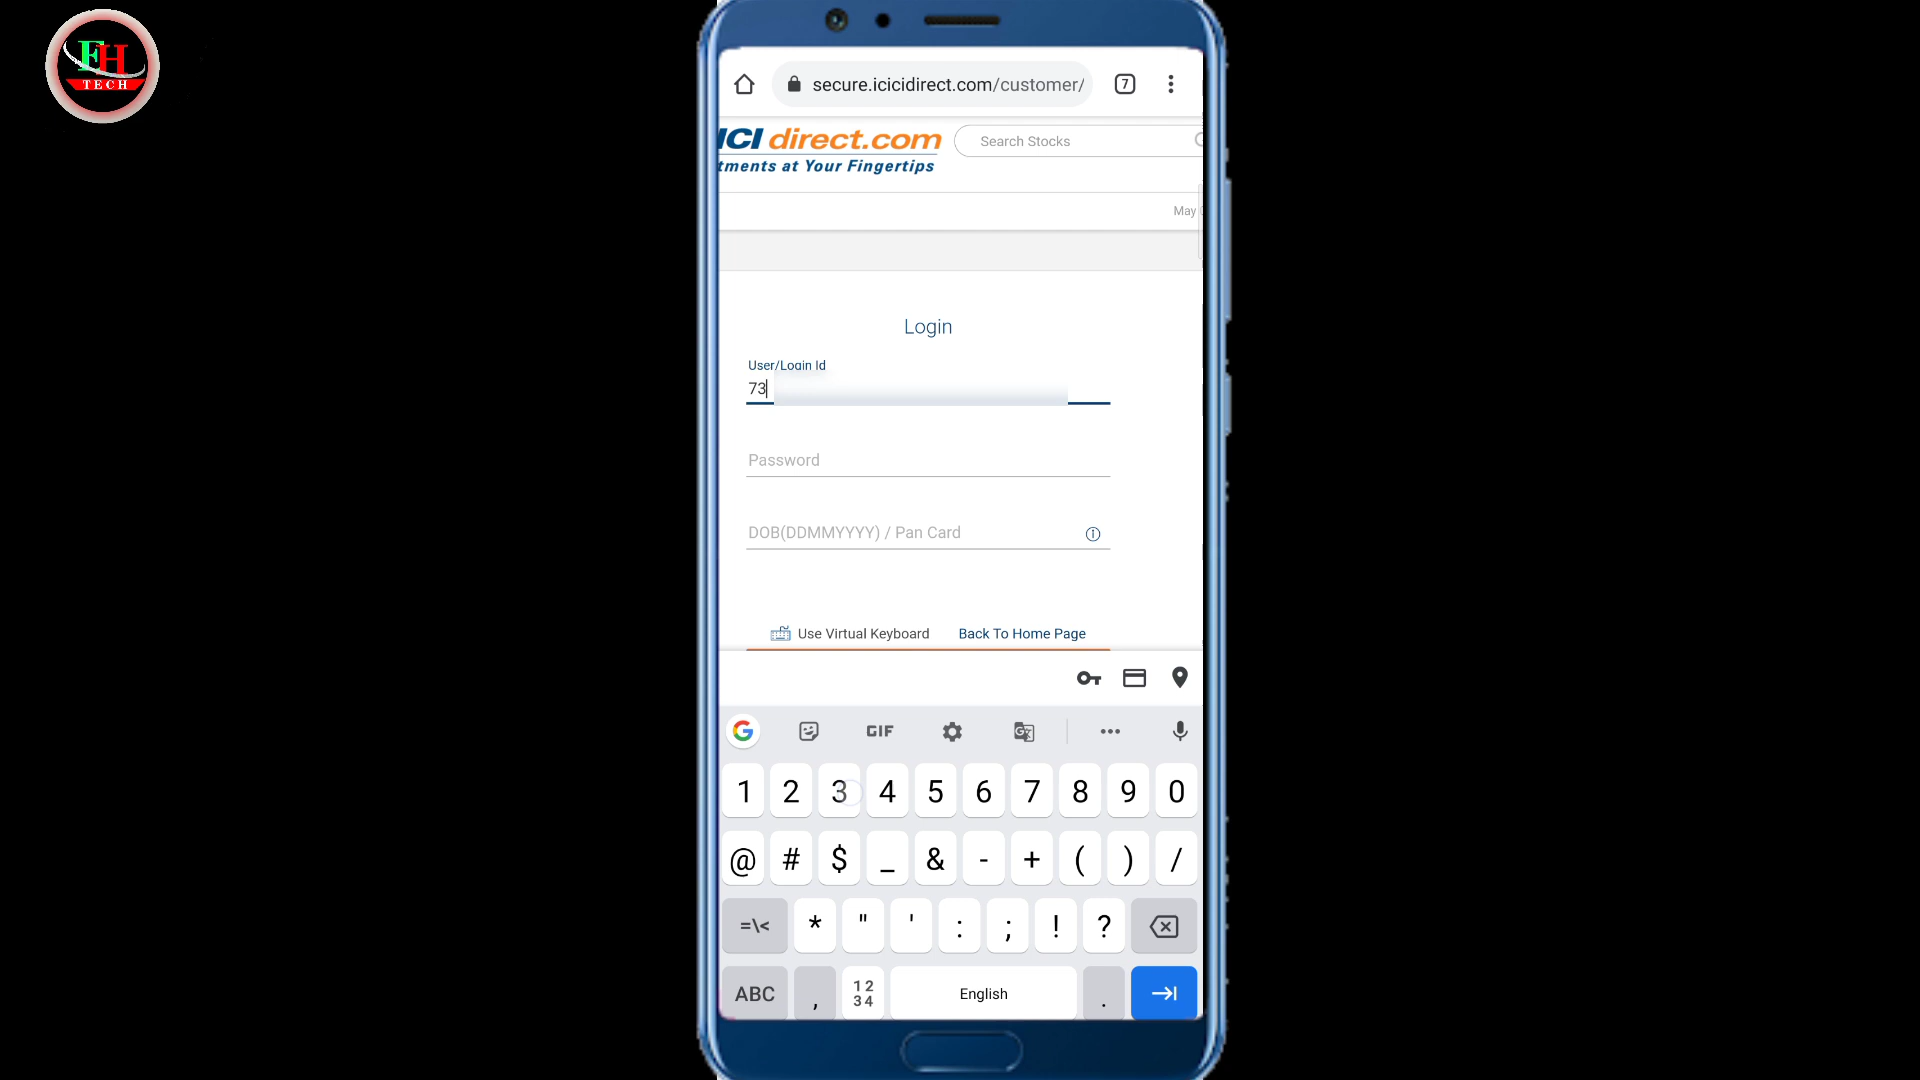 FH
TECH
secure.icicidirect.com/customer/
7
ICI direct.com
Search Stocks
tments at Your Fingertips
May
Login
User/Login Id
73
Password
DOB(DDMMYYYY) / Pan Card
Use Virtual Keyboard
Back To Home Page
G
GIF
1 2 3 4 5 6 7 8 9 0
@ # $ _ & - + ( ) /
=\< * " ' : ; ! ?
ABC , 12 34 English .